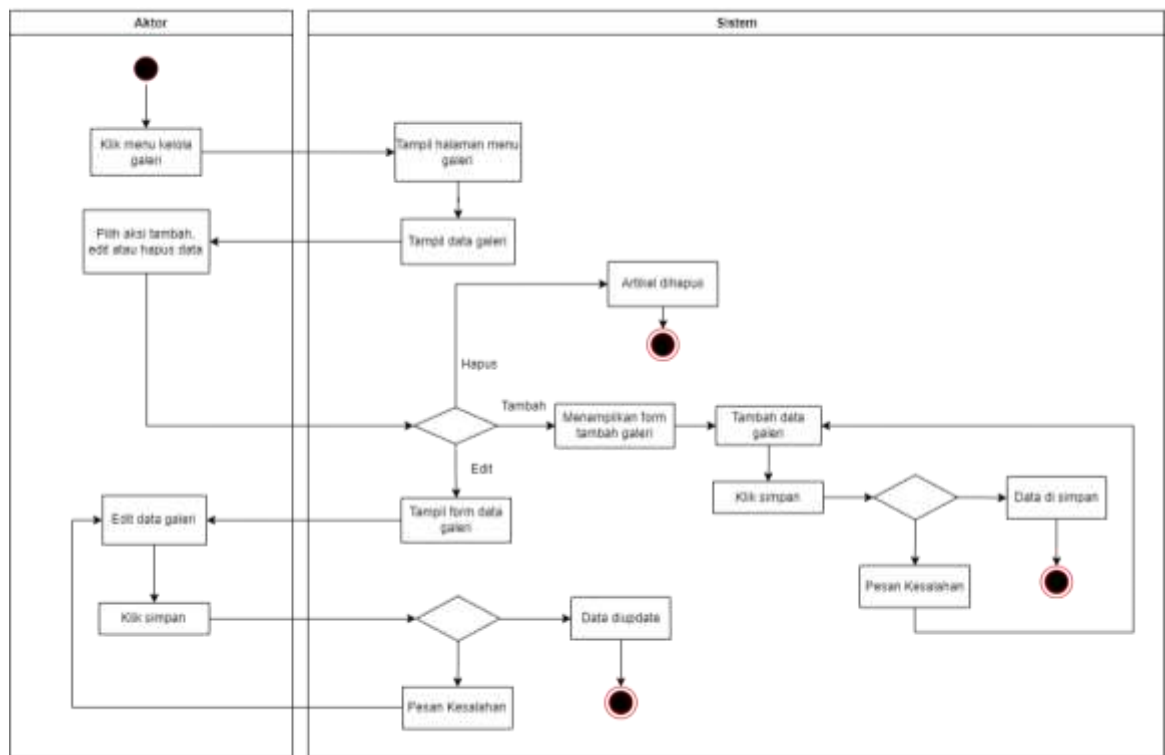 Aktor
Sistem
Klik menu kelola
galeri
Tampil halaman menu
galeri
Pilih aksi tambah,
edit atau hapus data
Tampil data galeri
Artikel dihapus
Hapus
Tambah
Menampilkan form
tambah galeri
Tambah data
galeri
Edit
Klik simpan
Data di simpan
Edit data galeri
Tampil form data
galeri
Pesan Kesalahan
Klik simpan
Data diupdate
Pesan Kesalahan